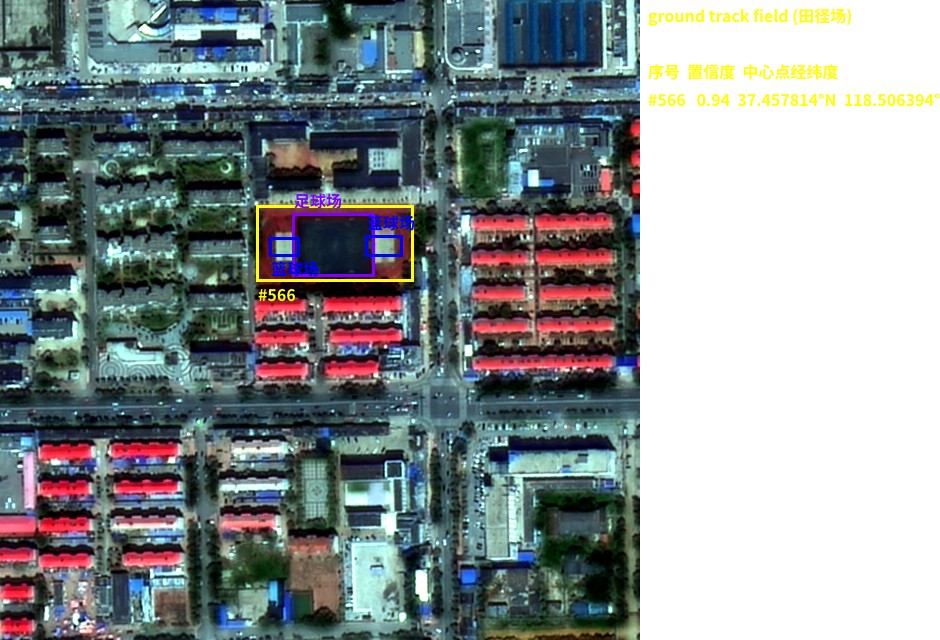 ground track field (田径场)
序号 置信度 中心点经纬度
#566 0.94 37.457814°N 118.506394°
足球场
篮球场
篮球场
#566